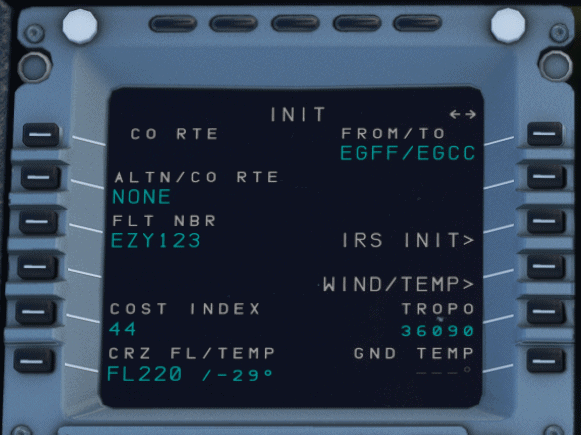 INIT ←→
CO RTE FROM/TO
EGFF/EGCC
ALTN/CO RTE
NONE
FLT NBR
EZY123 IRS INIT>
WIND/TEMP>
COST INDEX TROPO
44 36090
CRZ FL/TEMP GND TEMP
FL220 /-29° ---°